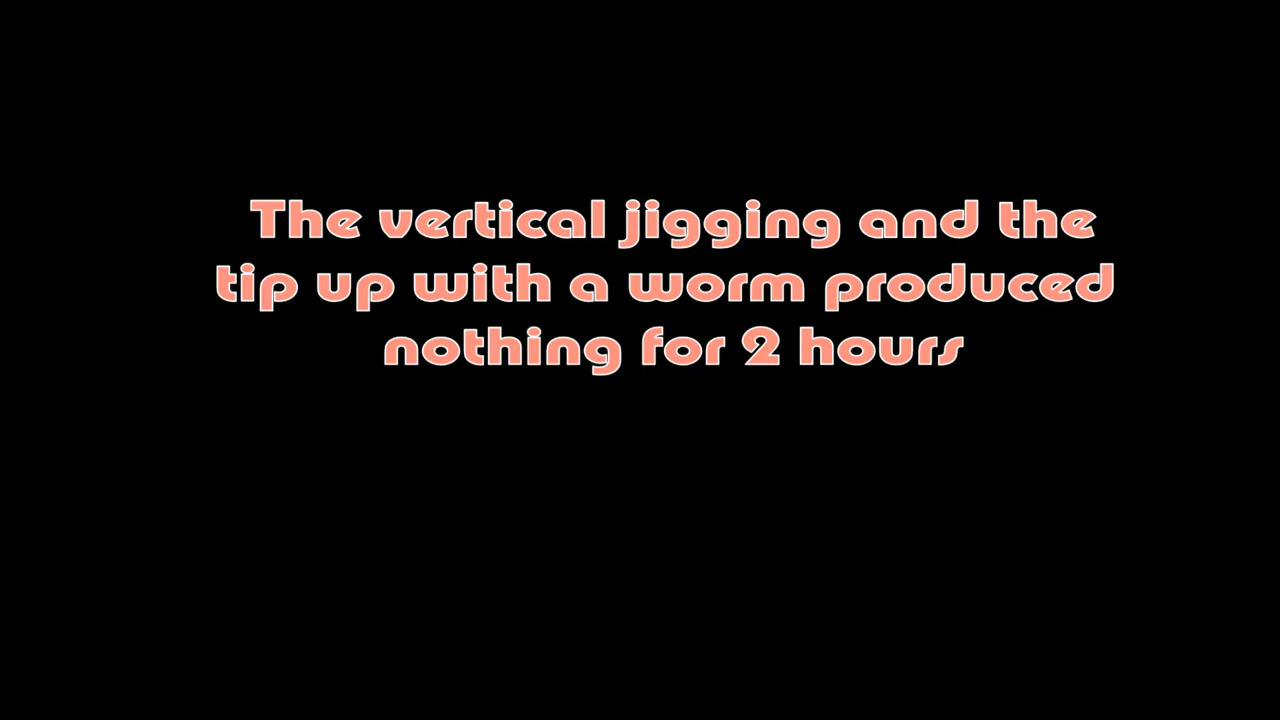 The vertical jigging and the
tip up with a worm produced
nothing for 2 hours